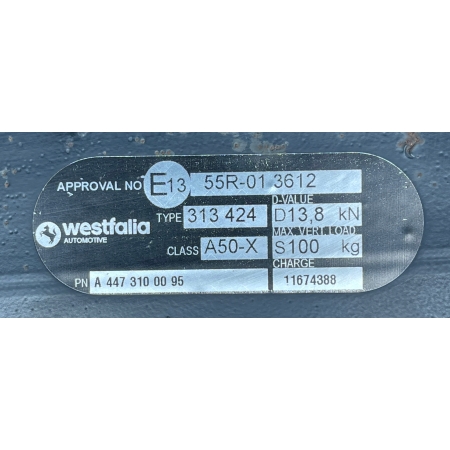 APPROVAL NO E13 55R-01 3612
D-VALUE
TYPE 313 424 D13,8 kN
westfalia
AUTOMOTIVE
MAX VERT LOAD
CLASS A50-X S100 kg
CHARGE
PN A 447 310 00 95 11674388